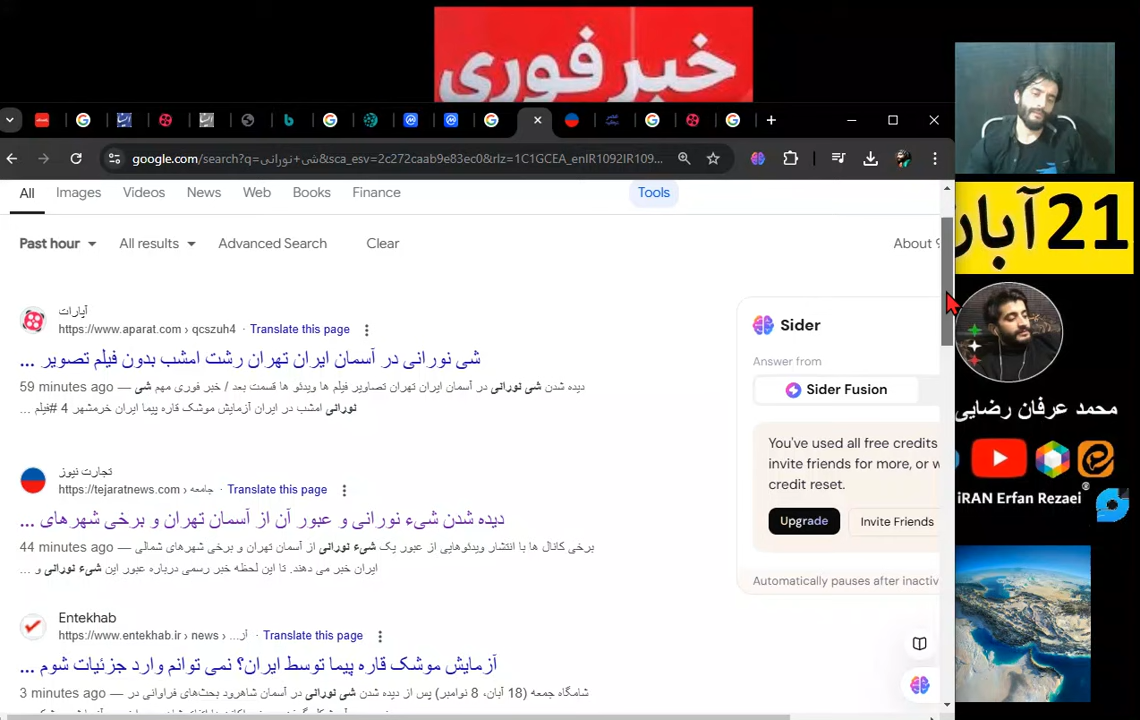 خبر فوری
google.com/search?q=شی+نورانی&sca_esv=2c272caab9e83ec0&rlz=1C1GCEA_enIR1092IR109...
All Images Videos News Web Books Finance Tools
Past hour All results Advanced Search Clear About 9
آپارات
https://www.aparat.com › qcszuh4 · Translate this page
شی نورانی در آسمان ایران تهران رشت امشب بدون فیلم تصویر ...
59 minutes ago — دیده شدن شی نورانی در آسمان ایران تهران تصاویر فیلم ها ویدئو ها قسمت بعد / خبر فوری مهم شی
نورانی امشب در ایران آزمایش موشک قاره پیما ایران خرمشهر 4 #فیلم ...
تجارت نیوز
https://tejaratnews.com › جامعه · Translate this page
دیده شدن شیء نورانی و عبور آن از آسمان تهران و برخی شهرهای ...
44 minutes ago — برخی کانال ها با انتشار ویدئوهایی از عبور یک شیء نورانی از آسمان تهران و برخی شهرهای شمالی
ایران خبر می دهند. تا این لحظه خبر رسمی درباره عبور این شیء نورانی و ...
Entekhab
https://www.entekhab.ir › news › آز... · Translate this page
آزمایش موشک قاره پیما توسط ایران؟ نمی توانم وارد جزئیات شوم ...
3 minutes ago — شامگاه جمعه (18 آبان، 8 نوامبر) پس از دیده شدن شی نورانی در آسمان شاهرود بحث‌های فراوانی در
Sider
Answer from
Sider Fusion
You've used all free credits
invite friends for more, or w
credit reset.
Upgrade Invite Friends
Automatically pauses after inactiv
21 آبان
محمد عرفان رضایی
iRAN Erfan Rezaei ®